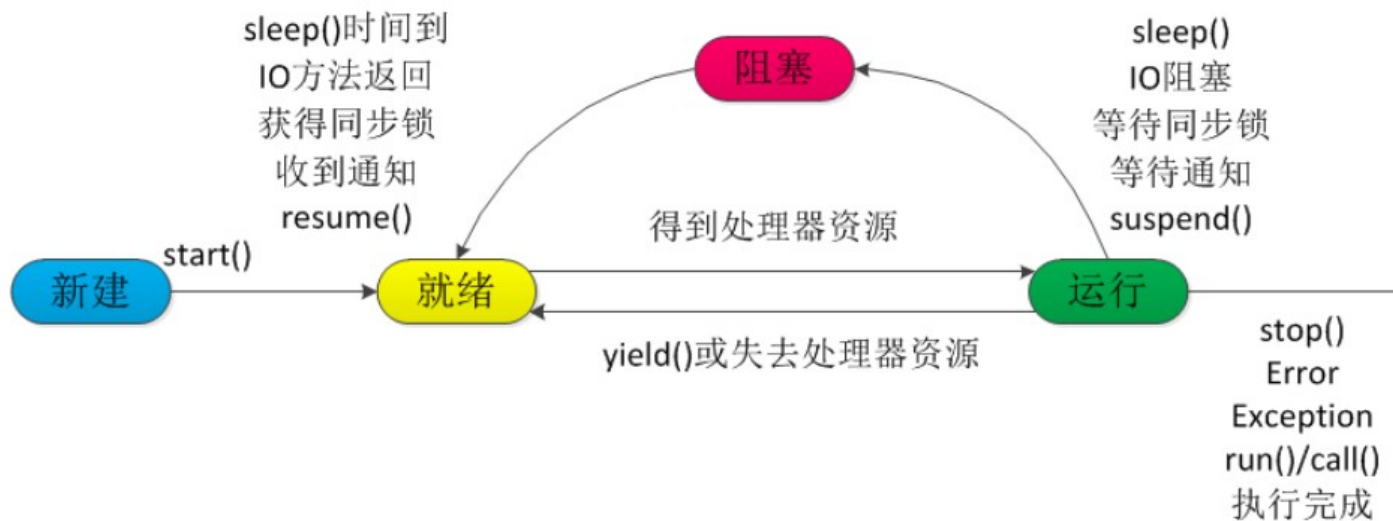 sleep()时间到
IO方法返回
获得同步锁
收到通知
resume()
阻塞
sleep()
IO阻塞
等待同步锁
等待通知
suspend()
新建
start()
就绪
得到处理器资源
yield()或失去处理器资源
运行
stop()
Error
Exception
run()/call()
执行完成